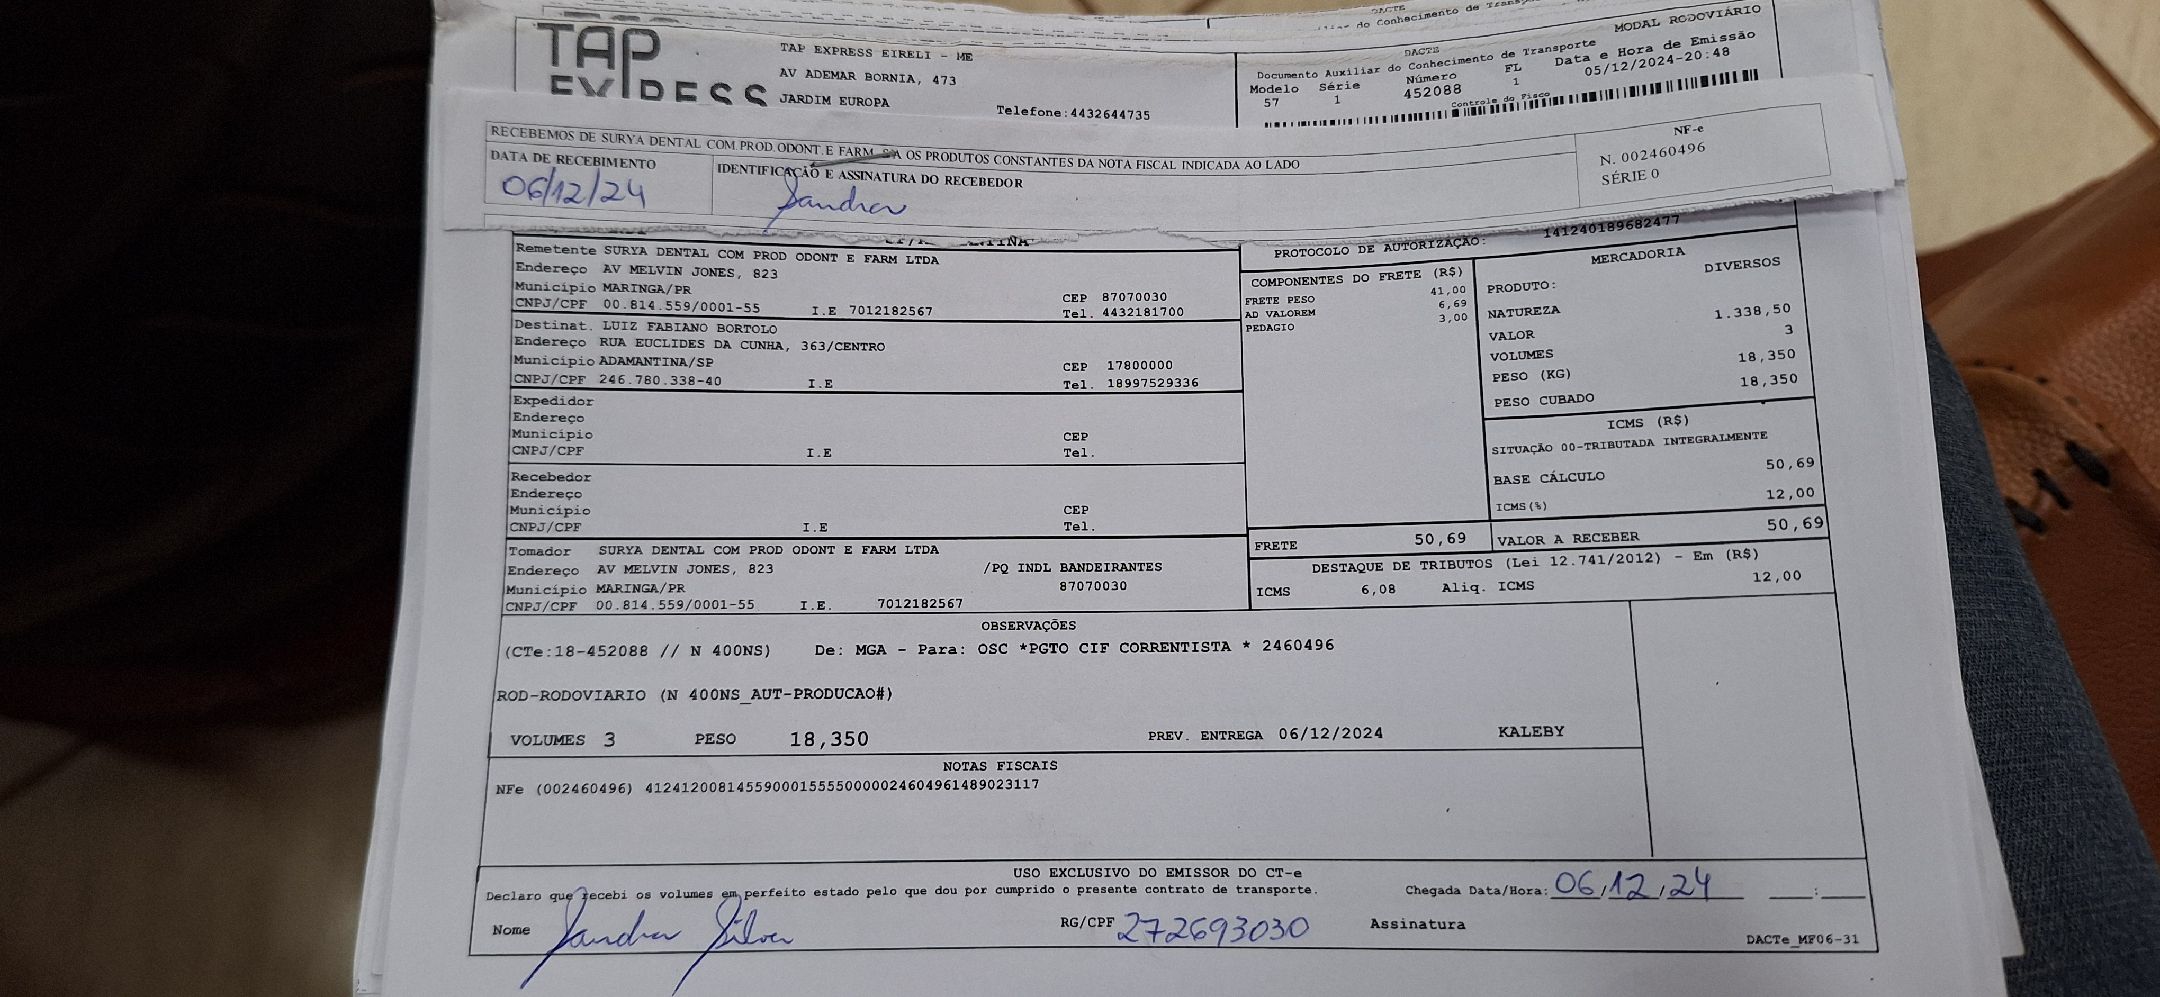 DACTE
TAP
EXPRESS
TAP EXPRESS EIRELI - ME
AV ADEMAR BORNIA, 473
JARDIM EUROPA
Telefone:4432644735
DACTE
MODAL RODOVIÁRIO
Documento Auxiliar do Conhecimento de Transporte
Modelo Série Número FL Data e Hora de Emissão
57 1 452088 1 05/12/2024-20:48
Controle do Fisco
RECEBEMOS DE SURYA DENTAL COM.PROD.ODONT.E FARM. S/A OS PRODUTOS CONSTANTES DA NOTA FISCAL INDICADA AO LADO
DATA DE RECEBIMENTO
06/12/24
IDENTIFICAÇÃO E ASSINATURA DO RECEBEDOR
Sandra
NF-e
N. 002460496
SÉRIE 0
PROTOCOLO DE AUTORIZAÇÃO: 141240189682477
Remetente SURYA DENTAL COM PROD ODONT E FARM LTDA
Endereço AV MELVIN JONES, 823
Município MARINGA/PR CEP 87070030
CNPJ/CPF 00.814.559/0001-55 I.E 7012182567 Tel. 4432181700
Destinat. LUIZ FABIANO BORTOLO
Endereço RUA EUCLIDES DA CUNHA, 363/CENTRO
Município ADAMANTINA/SP CEP 17800000
CNPJ/CPF 246.780.338-40 I.E Tel. 18997529336
Expedidor
Endereço
Município CEP
CNPJ/CPF I.E Tel.
Recebedor
Endereço
Município CEP
CNPJ/CPF I.E Tel.
Tomador SURYA DENTAL COM PROD ODONT E FARM LTDA
Endereço AV MELVIN JONES, 823 /PQ INDL BANDEIRANTES
Município MARINGA/PR 87070030
CNPJ/CPF 00.814.559/0001-55 I.E. 7012182567
COMPONENTES DO FRETE (R$)
FRETE PESO 41,00
AD VALOREM 6,69
PEDAGIO 3,00
MERCADORIA
PRODUTO: DIVERSOS
NATUREZA
VALOR 1.338,50
VOLUMES 3
PESO (KG) 18,350
PESO CUBADO 18,350
ICMS (R$)
SITUAÇÃO 00-TRIBUTADA INTEGRALMENTE
BASE CÁLCULO 50,69
ICMS(%) 12,00
FRETE 50,69 VALOR A RECEBER 50,69
DESTAQUE DE TRIBUTOS (Lei 12.741/2012) - Em (R$)
ICMS 6,08 Aliq. ICMS 12,00
OBSERVAÇÕES
(CTe:18-452088 // N 400NS) De: MGA - Para: OSC *PGTO CIF CORRENTISTA * 2460496
ROD-RODOVIARIO (N 400NS_AUT-PRODUCAO#)
VOLUMES 3 PESO 18,350 PREV. ENTREGA 06/12/2024 KALEBY
NOTAS FISCAIS
NFe (002460496) 41241200814559000155550000024604961489023117
USO EXCLUSIVO DO EMISSOR DO CT-e
Declaro que recebi os volumes em perfeito estado pelo que dou por cumprido o presente contrato de transporte. Chegada Data/Hora: 06/12/24 __:__
Nome Sandra Silva RG/CPF 272693030 Assinatura
DACTe_MF06-31